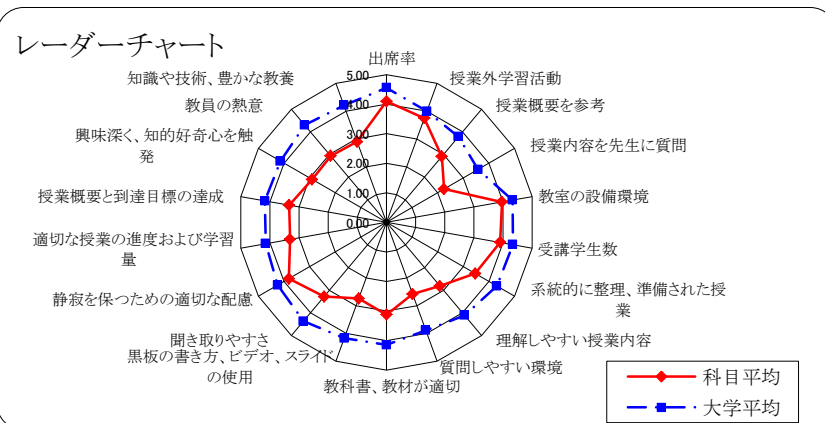 レーダーチャート
出席率
授業外学習活動
授業概要を参考
授業内容を先生に質問
教室の設備環境
受講学生数
系統的に整理、準備された授
業
理解しやすい授業内容
質問しやすい環境
教科書、教材が適切
黒板の書き方、ビデオ、スライド
の使用
聞き取りやすさ
静寂を保つための適切な配慮
適切な授業の進度および学習
量
授業概要と到達目標の達成
興味深く、知的好奇心を触
発
教員の熱意
知識や技術、豊かな教養
5.00
4.00
3.00
2.00
1.00
0.00
科目平均
大学平均